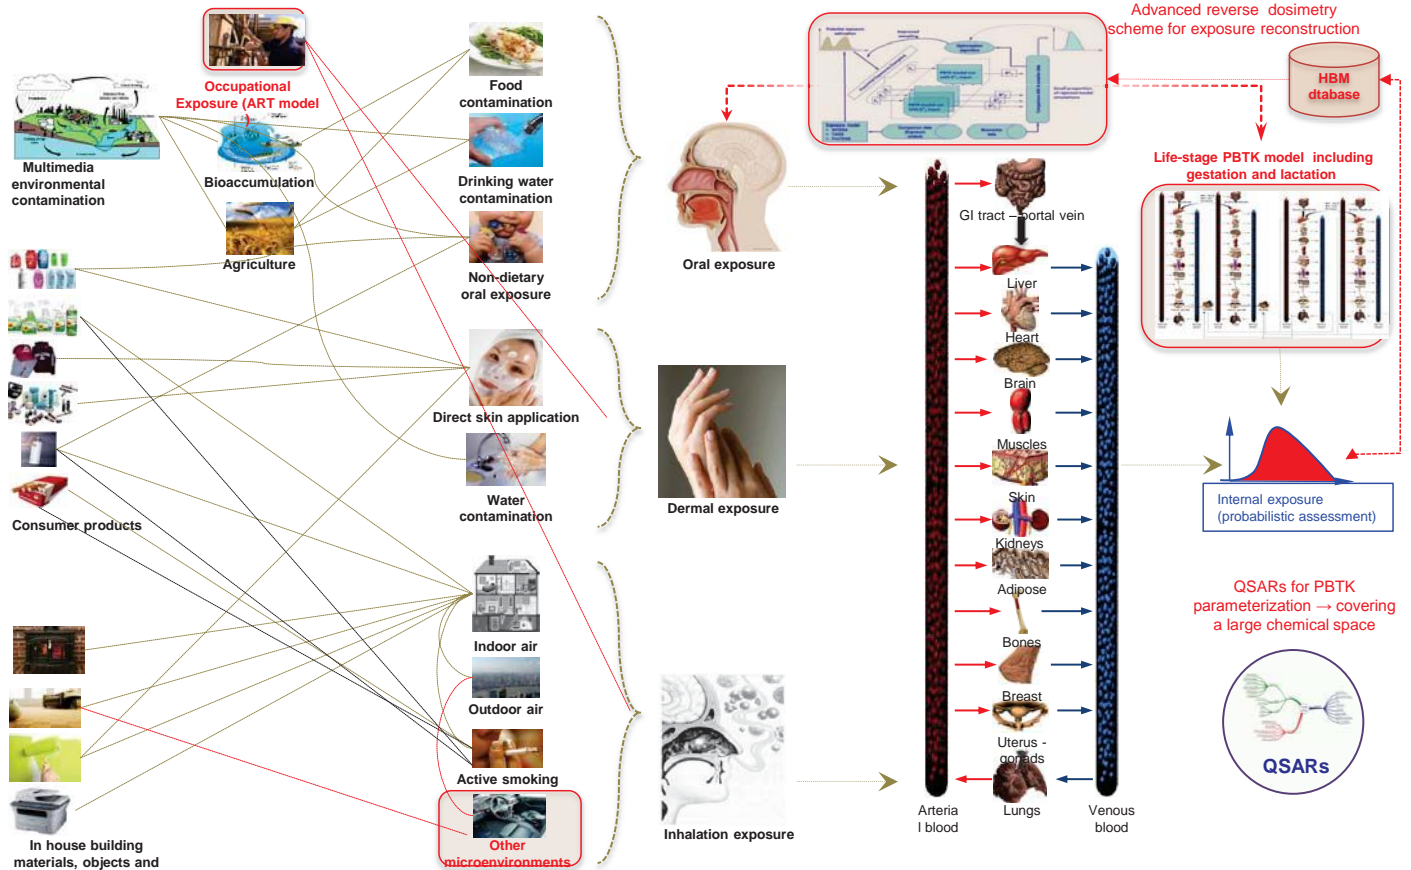 Advanced reverse dosimetry
scheme for exposure reconstruction
HBM
dtabase
Occupational
Exposure (ART model
Multimedia
environmental
contamination
Bioaccumulation
Agriculture
Food
contamination
Drinking water
contamination
Non-dietary
oral exposure
Direct skin application
Water
contamination
Consumer products
Indoor air
Outdoor air
Active smoking
Other
microenvironments
In house building
materials, objects and
Oral exposure
Dermal exposure
Inhalation exposure
GI tract – portal vein
Liver
Heart
Brain
Muscles
Skin
Kidneys
Adipose
Bones
Breast
Uterus -
gonads
Lungs
Arteria
l blood
Venous
blood
Life-stage PBTK model including
gestation and lactation
Internal exposure
(probabilistic assessment)
QSARs for PBTK
parameterization → covering
a large chemical space
QSARs